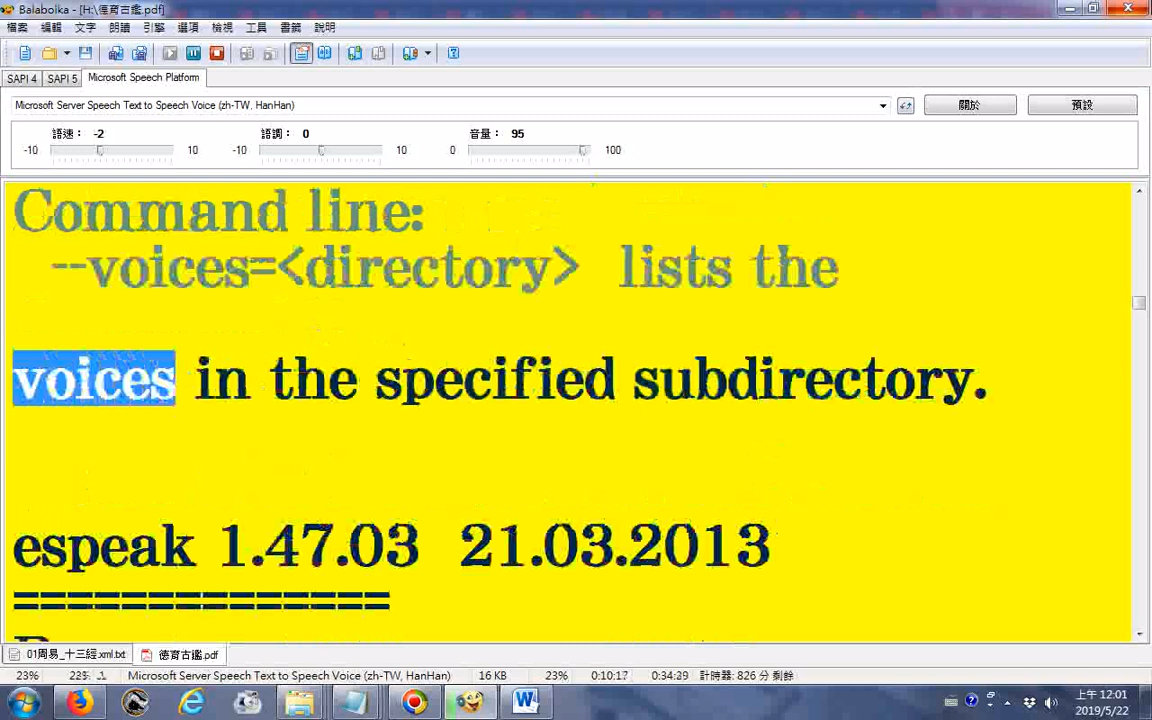 Balabolka - [H:\德育古鑑.pdf]
檔案 編輯 文字 朗讀 引擎 選項 檢視 工具 書籤 說明
SAPI 4 SAPI 5 Microsoft Speech Platform
Microsoft Server Speech Text to Speech Voice (zh-TW, HanHan)
關於 預設
語速： -2 語調： 0 音量： 95
-10 10 -10 10 0 100
Command line:
--voices=<directory> lists the
voices in the specified subdirectory.
espeak 1.47.03 21.03.2013
==============
01周易_十三經.xml.txt 德育古鑑.pdf
23% Microsoft Server Speech Text to Speech Voice (zh-TW, HanHan) 16 KB 23% 0:10:17 0:34:29 計時器: 826 分 剩餘
上午 12:01
2019/5/22